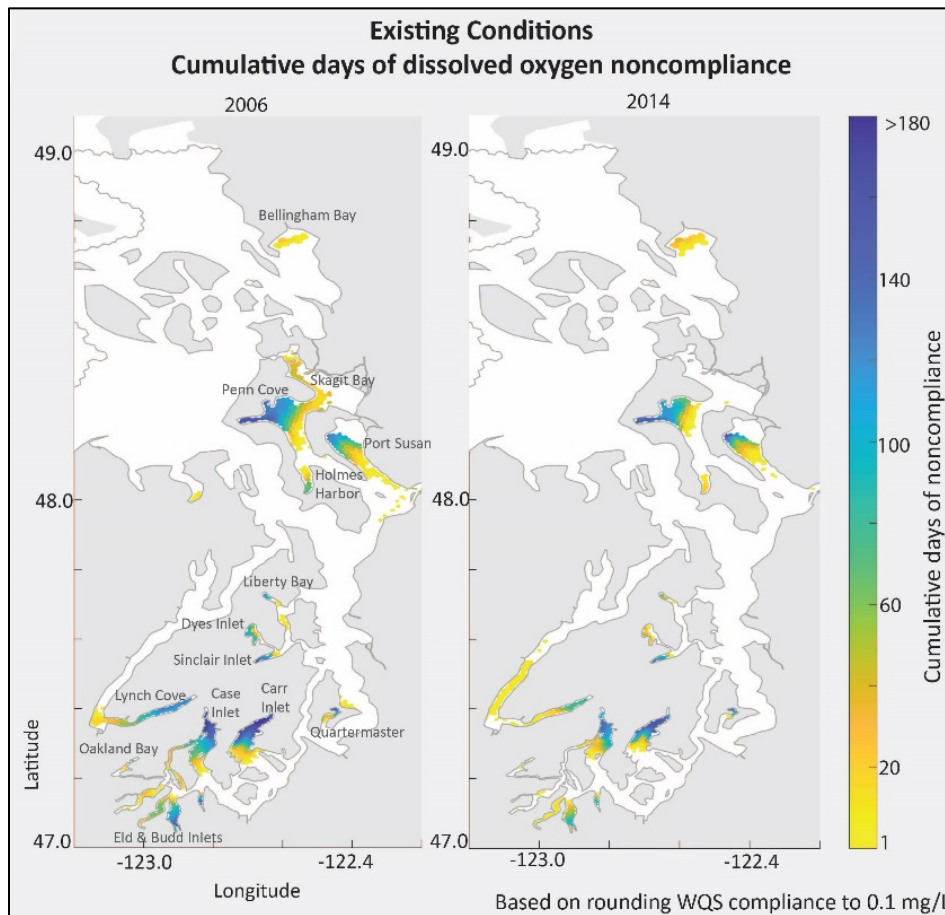 Existing Conditions
Cumulative days of dissolved oxygen noncompliance
2006
2014
49.0
48.0
47.0
-123.0
-122.4
Latitude
Longitude
Bellingham Bay
Skagit Bay
Penn Cove
Port Susan
Holmes
Harbor
Liberty Bay
Dyes Inlet
Sinclair Inlet
Lynch Cove
Case
Inlet
Carr
Inlet
Quartermaster
Oakland Bay
Eld & Budd Inlets
49.0
48.0
47.0
-123.0
-122.4
>180
140
100
60
20
1
Cumulative days of noncompliance
Based on rounding WQS compliance to 0.1 mg/l